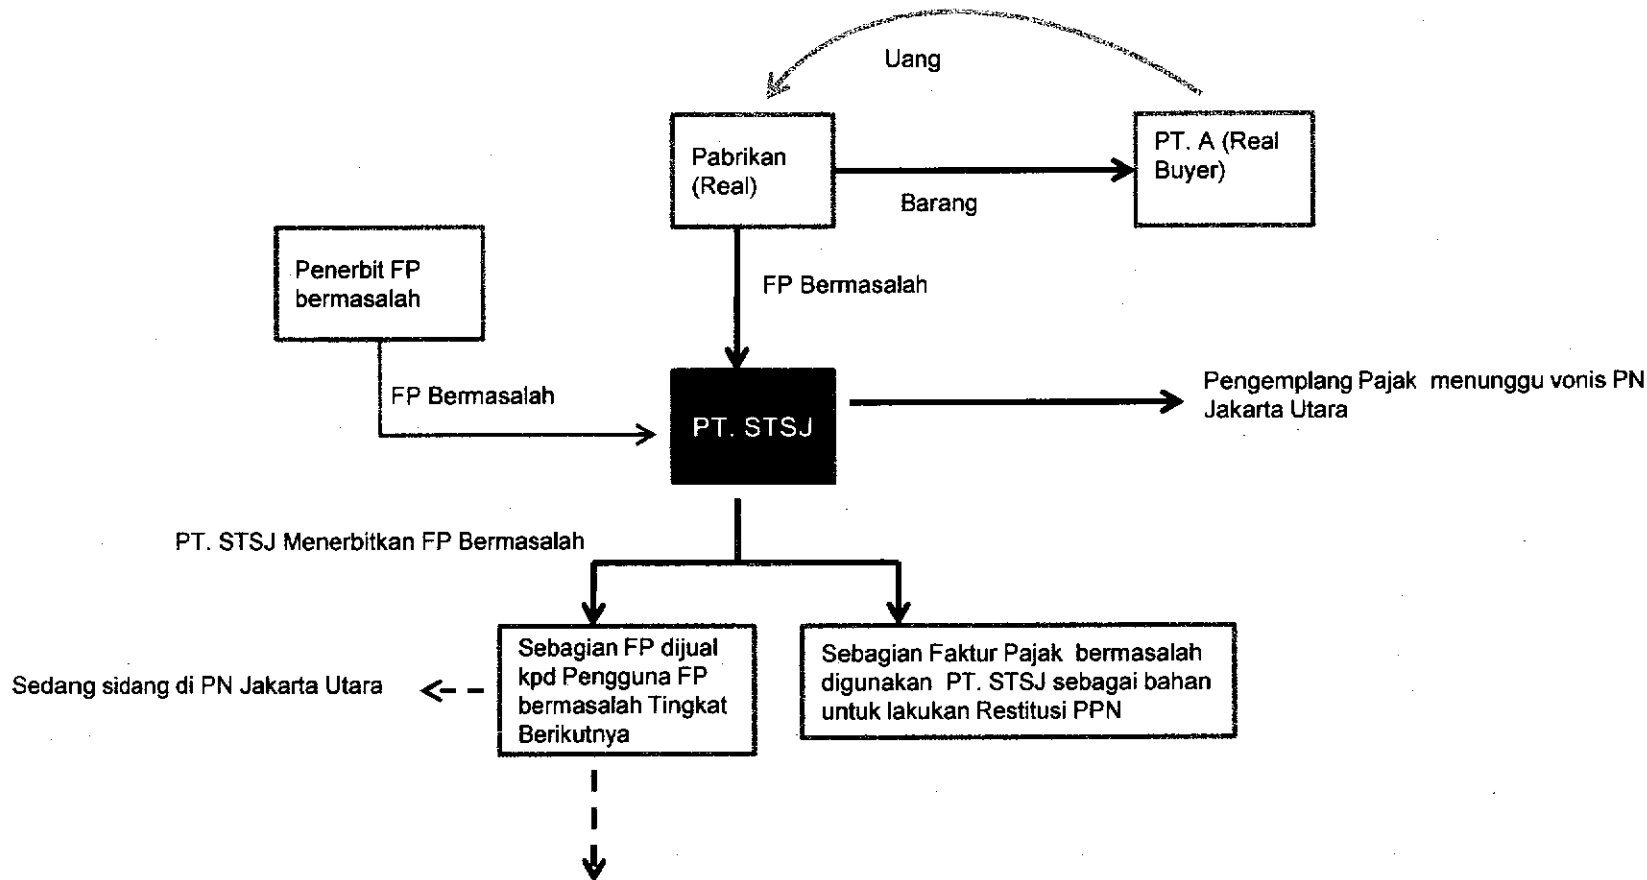 Uang
Pabrikan
(Real)
PT. A (Real
Buyer)
Barang
Penerbit FP
bermasalah
FP Bermasalah
FP Bermasalah
PT. STSJ
Pengemplang Pajak menunggu vonis PN
Jakarta Utara
PT. STSJ Menerbitkan FP Bermasalah
Sedang sidang di PN Jakarta Utara
Sebagian FP dijual
kpd Pengguna FP
bermasalah Tingkat
Berikutnya
Sebagian Faktur Pajak bermasalah
digunakan PT. STSJ sebagai bahan
untuk lakukan Restitusi PPN